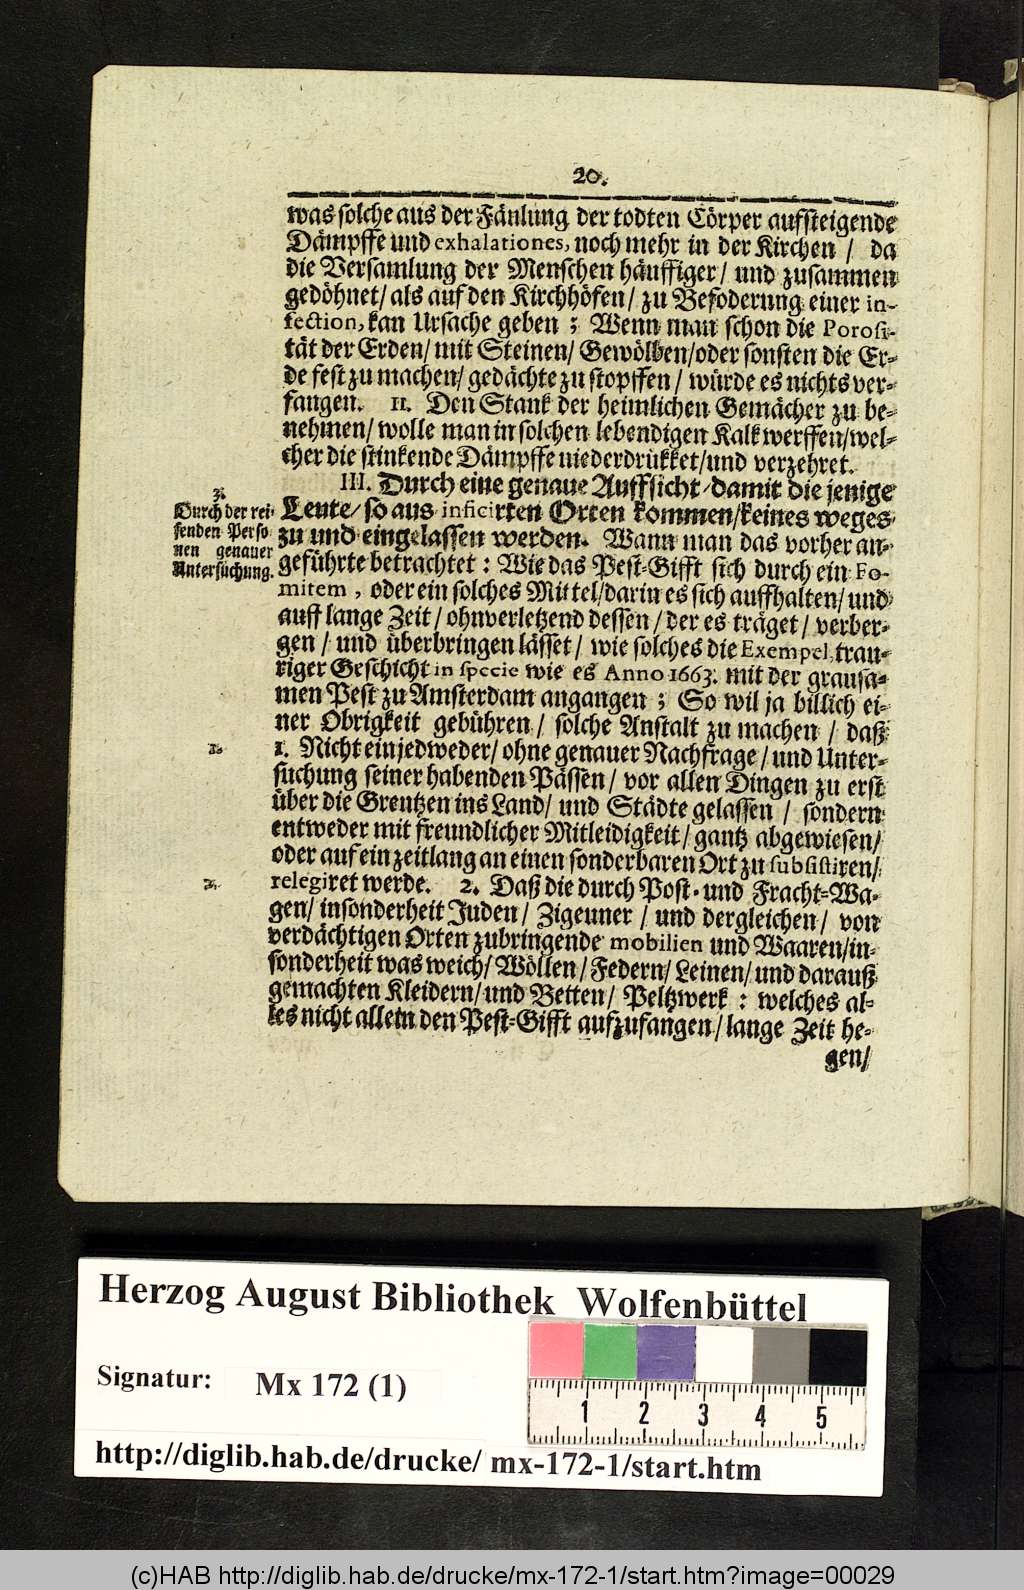 20.
was solche aus der Fäulung der todten Cörper aufsteigende
Dämpffe und exhalationes, noch mehr in der Kirchen / da
die Versamlung der Menschen häuffiger / und zusammen
gedöhnet / als auf den Kirchhöfen / zu Befoderung einer in-
fection, kan Ursache geben ; Wenn man schon die Porosi-
tät der Erden / mit Steinen / Gewölben / oder sonsten die Er-
de fest zu machen / gedächte zu stopffen / würde es nichts ver-
fangen. II. Den Stank der heimlichen Gemächer zu be-
nehmen / wolle man in solchen lebendigen Kalk werffen / wel-
cher die stinkende Dämpffe niederdrükket / und verzehret.
III. Durch eine genaue Auffsicht / damit die jenige
Leute / so aus inficirten Orten kommen / keines weges
zu und eingelassen werden. Wann man das vorher an-
geführte betrachtet : Wie das Pest-Gifft sich durch ein Fo-
mitem, oder ein solches Mittel / darin es sich auffhalten / und
auff lange Zeit / ohnverletzend dessen / der es träget / verber-
gen / und überbringen lässet / wie solches die Exempel trau-
riger Geschicht in specie wie es Anno 1663. mit der grausa-
men Pest zu Amsterdam angangen ; So wil ja billich ei-
ner Obrigkeit gebühren / solche Anstalt zu machen / daß
1. Nicht einjedweder / ohne genauer Nachfrage / und Unter-
suchung seiner habenden Pässen / vor allen Dingen zu erst
über die Grentzen ins Land / und Städte gelassen / sondern
entweder mit freundlicher Mitleidigkeit / gantz abgewiesen /
oder auf ein zeitlang an einen sonderbaren Ort zu subsistiren /
relegiret werde. 2. Daß die durch Post- und Fracht-Wa-
gen / insonderheit Juden / Zigeuner / und dergleichen / von
verdächtigen Orten zubringende mobilien und Waaren / in-
sonderheit was weich / Wöllen / Federn / Leinen / und darauß
gemachten Kleidern / und Betten / Peltzwerk : welches al-
les nicht allein den Pest-Gifft aufzufangen / lange Zeit he-
gen /
3.
Durch der rei-
senden Perso
nen genauer
Untersuchung.
1.
2.
Herzog August Bibliothek Wolfenbüttel
Signatur: Mx 172 (1)
1 2 3 4 5
http://diglib.hab.de/drucke/ mx-172-1/start.htm
(c)HAB http://diglib.hab.de/drucke/mx-172-1/start.htm?image=00029